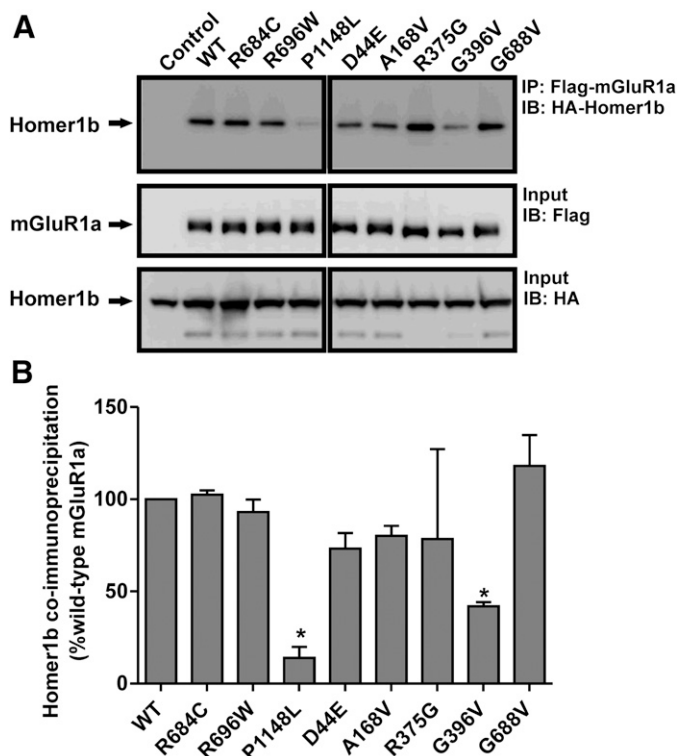 A
Control
WT
R684C
R696W
P1148L
D44E
A168V
R375G
G396V
G688V
Homer1b
IP: Flag-mGluR1a
IB: HA-Homer1b
mGluR1a
Input
IB: Flag
Homer1b
Input
IB: HA
B
Homer1b co-immunoprecipitation
(%wild-type mGluR1a)
150
100
50
0
*
*
WT
R684C
R696W
P1148L
D44E
A168V
R375G
G396V
G688V